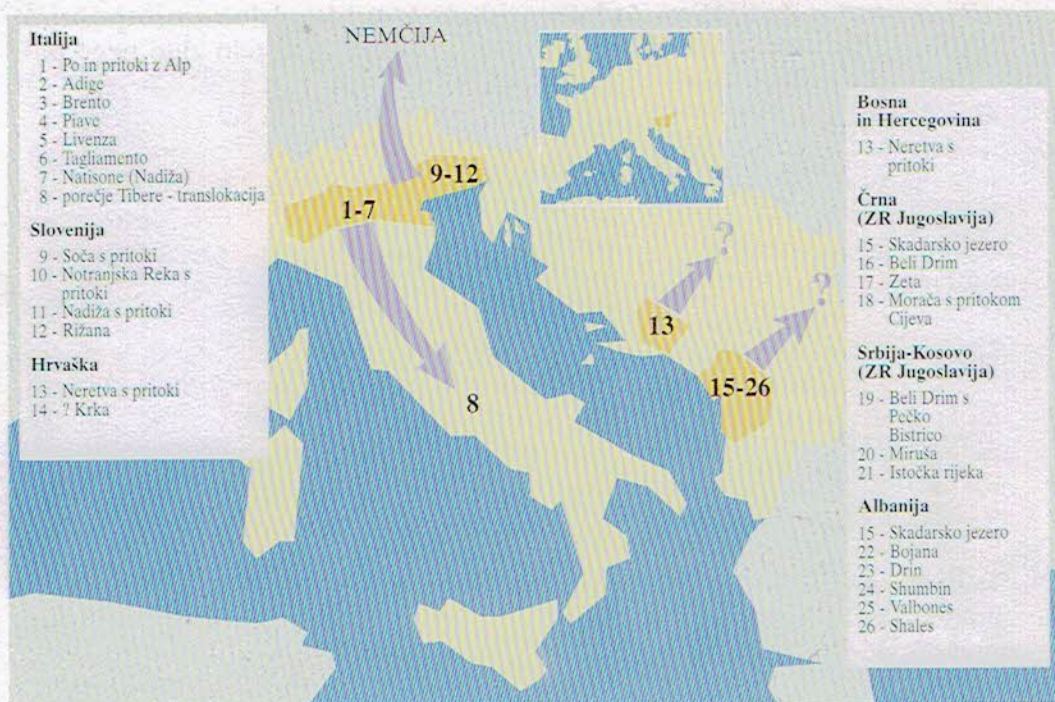 Italija
1 - Po in pritoki z Alp
2 - Adige
3 - Brento
4 - Piave
5 - Livenza
6 - Tagliamento
7 - Natisone (Nadiža)
8 - porečje Tibere - translokacija
Slovenija
9 - Soča s pritoki
10 - Notranjska Reka s
pritoki
11 - Nadiža s pritoki
12 - Rižana
Hrvaška
13 - Neretva s pritoki
14 - ? Krka
NEMČIJA
9-12
1-7
8
?
13
?
15-26
Bosna
in Hercegovina
13 - Neretva s
pritoki
Črna
(ZR Jugoslavija)
15 - Skadarsko jezero
16 - Beli Drim
17 - Zeta
18 - Morača s pritokom
Cijeva
Srbija-Kosovo
(ZR Jugoslavija)
19 - Beli Drim s
Pečko
Bistrico
20 - Miruša
21 - Istočka rijeka
Albanija
15 - Skadarsko jezero
22 - Bojana
23 - Drin
24 - Shumbin
25 - Valbones
26 - Shales